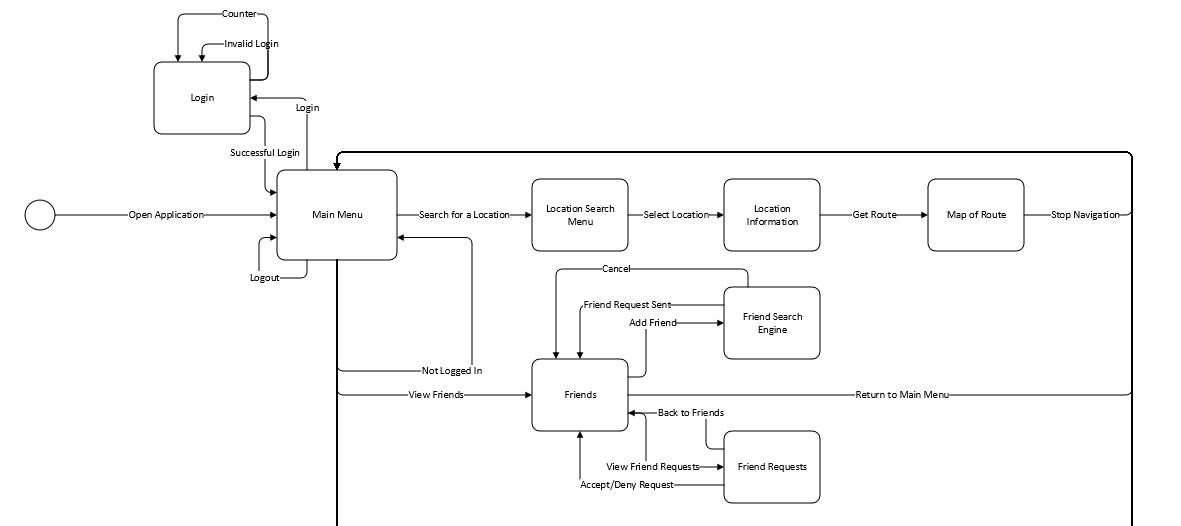 Counter
Invalid Login
Login
Login
Successful Login
Open Application
Main Menu
Search for a Location
Location Search
Menu
Select Location
Location
Information
Get Route
Map of Route
Stop Navigation
Logout
Cancel
Friend Request Sent
Add Friend
Friend Search
Engine
Not Logged In
View Friends
Friends
Return to Main Menu
Back to Friends
View Friend Requests
Friend Requests
Accept/Deny Request